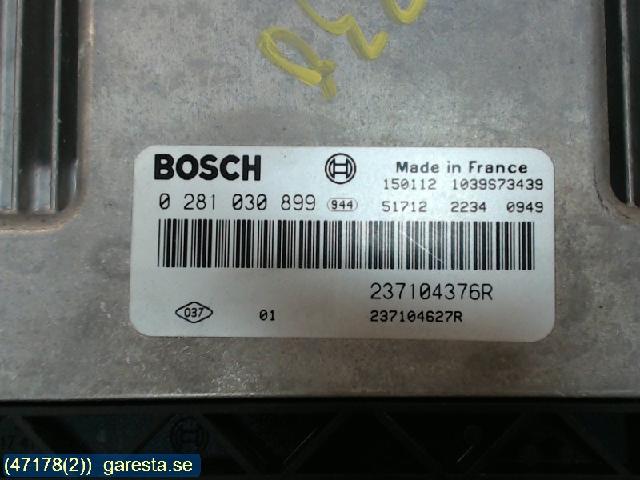 BOSCH
Made in France
150112 1039S73439
0 281 030 899 944
51712 2234 0949
237104376R
037 01 237104627R
(47178(2)) garesta.se